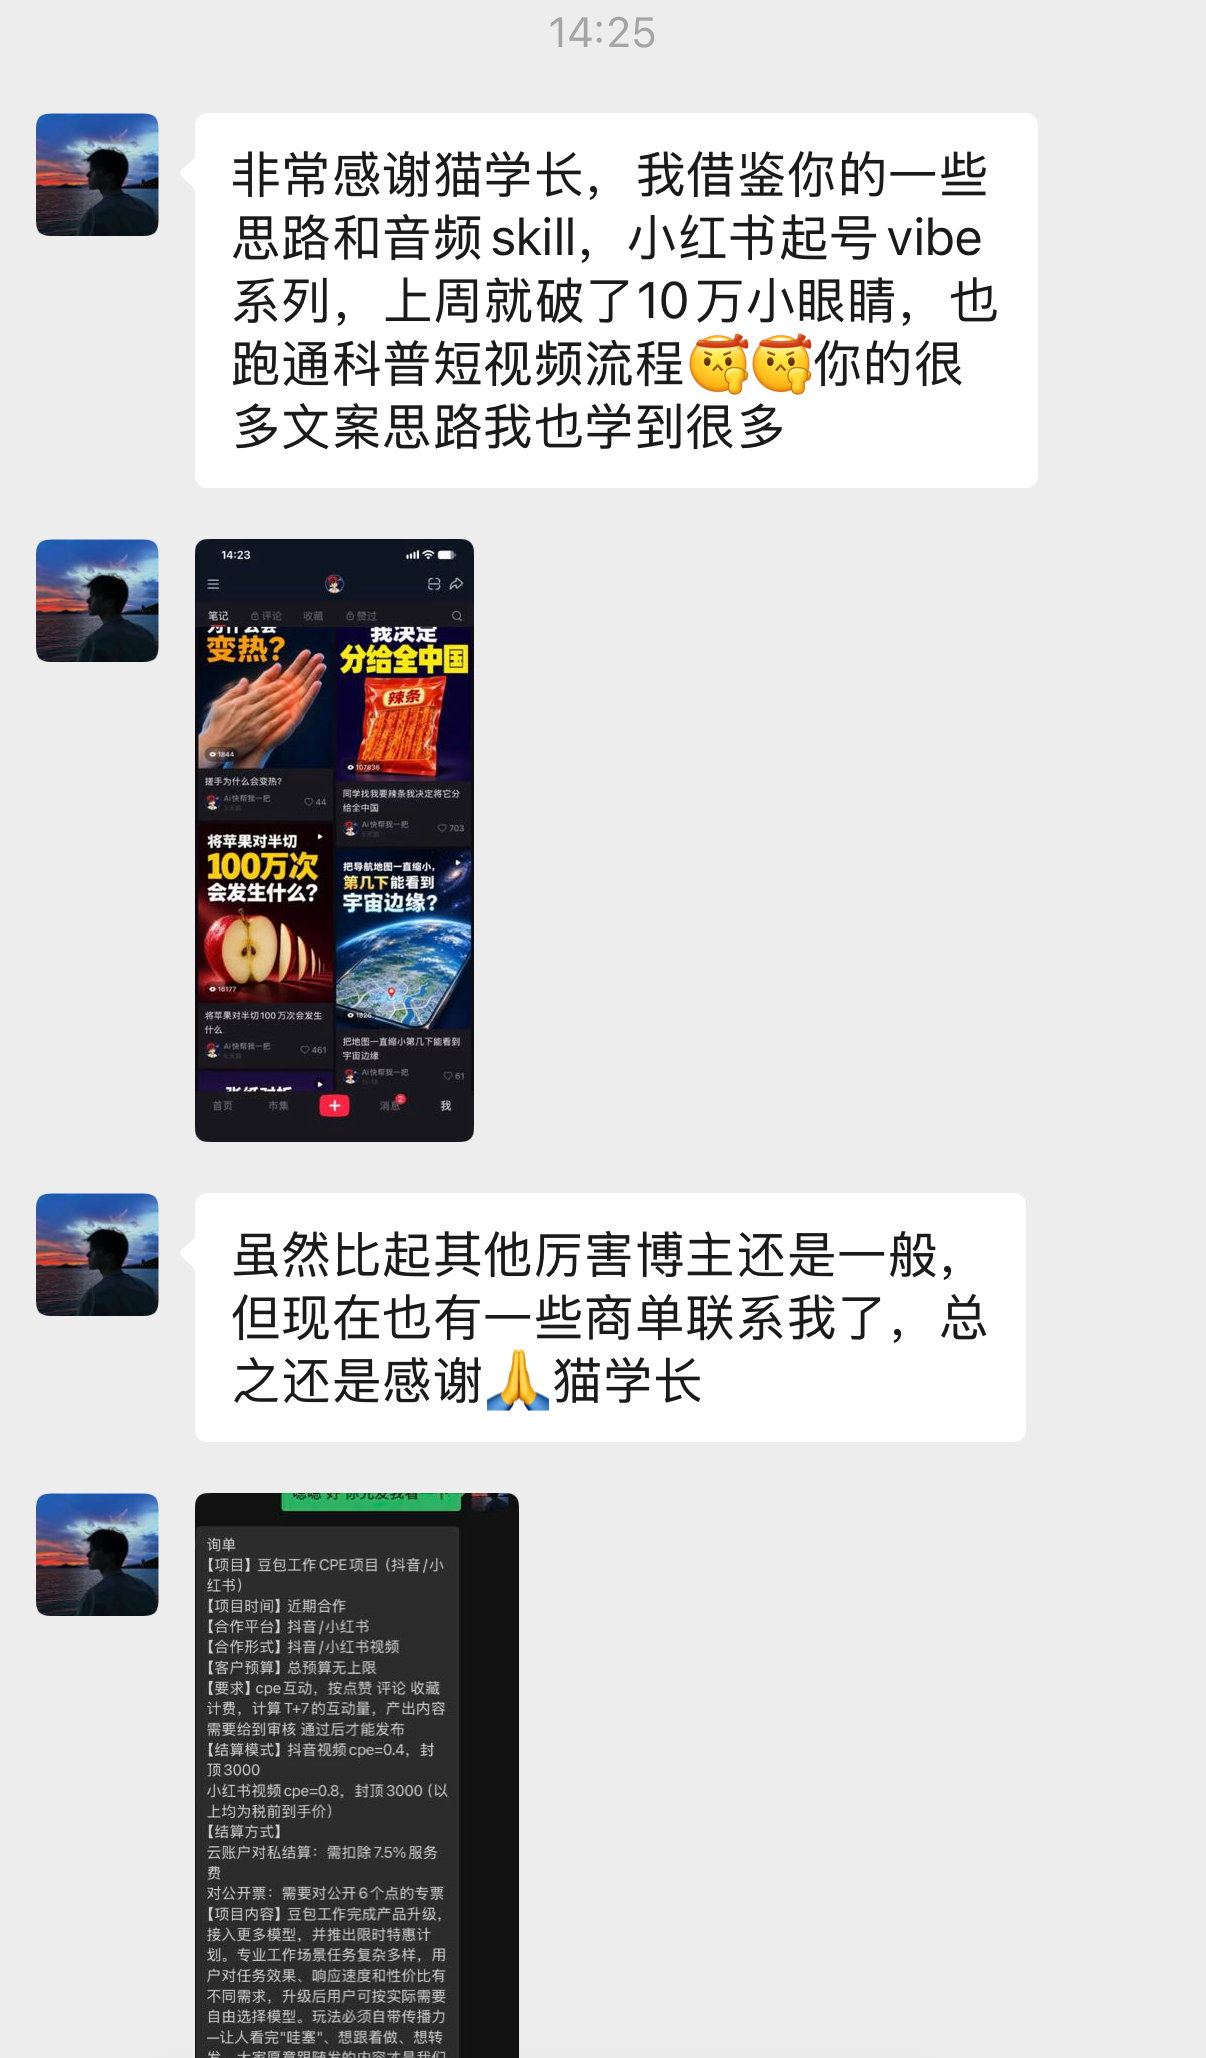 14:25
非常感谢猫学长，我借鉴你的一些
思路和音频skill，小红书起号vibe
系列，上周就破了10万小眼睛，也
跑通科普短视频流程你的很
多文案思路我也学到很多
14:23
笔记 评论 收藏 赞过
变热?
1844
搓手为什么会变热?
Ai快帮我一把
44
我决定
分给全中国
辣条
107836
同学找我要辣条我决定将它分
给全中国
Ai快帮我一把
703
将苹果对半切
100万次
会发生什么?
16177
将苹果对半切100万次会发生
什么
Ai快帮我一把
461
把导航地图一直缩小,
第几下能看到
宇宙边缘?
1826
把地图一直缩小第几下能看到
宇宙边缘
Ai快帮我一把
61
首页 市集 消息 2 我
虽然比起其他厉害博主还是一般，
但现在也有一些商单联系我了，总
之还是感谢🙏猫学长
询单
【项目】豆包工作CPE项目（抖音/小
红书）
【项目时间】近期合作
【合作平台】抖音/小红书
【合作形式】抖音/小红书视频
【客户预算】总预算无上限
【要求】cpe互动，按点赞 评论 收藏
计费，计算T+7的互动量，产出内容
需要给到审核 通过后才能发布
【结算模式】抖音视频cpe=0.4，封
顶3000
小红书视频cpe=0.8，封顶3000（以
上均为税前到手价）
【结算方式】
云账户对私结算：需扣除7.5%服务
费
对公开票：需要对公开6个点的专票
【项目内容】豆包工作完成产品升级，
接入更多模型，并推出限时特惠计
划。专业工作场景任务复杂多样，用
户对任务效果、响应速度和性价比有
不同需求，升级后用户可按实际需要
自由选择模型。玩法必须自带传播力
—让人看完"哇塞"、想跟着做、想转